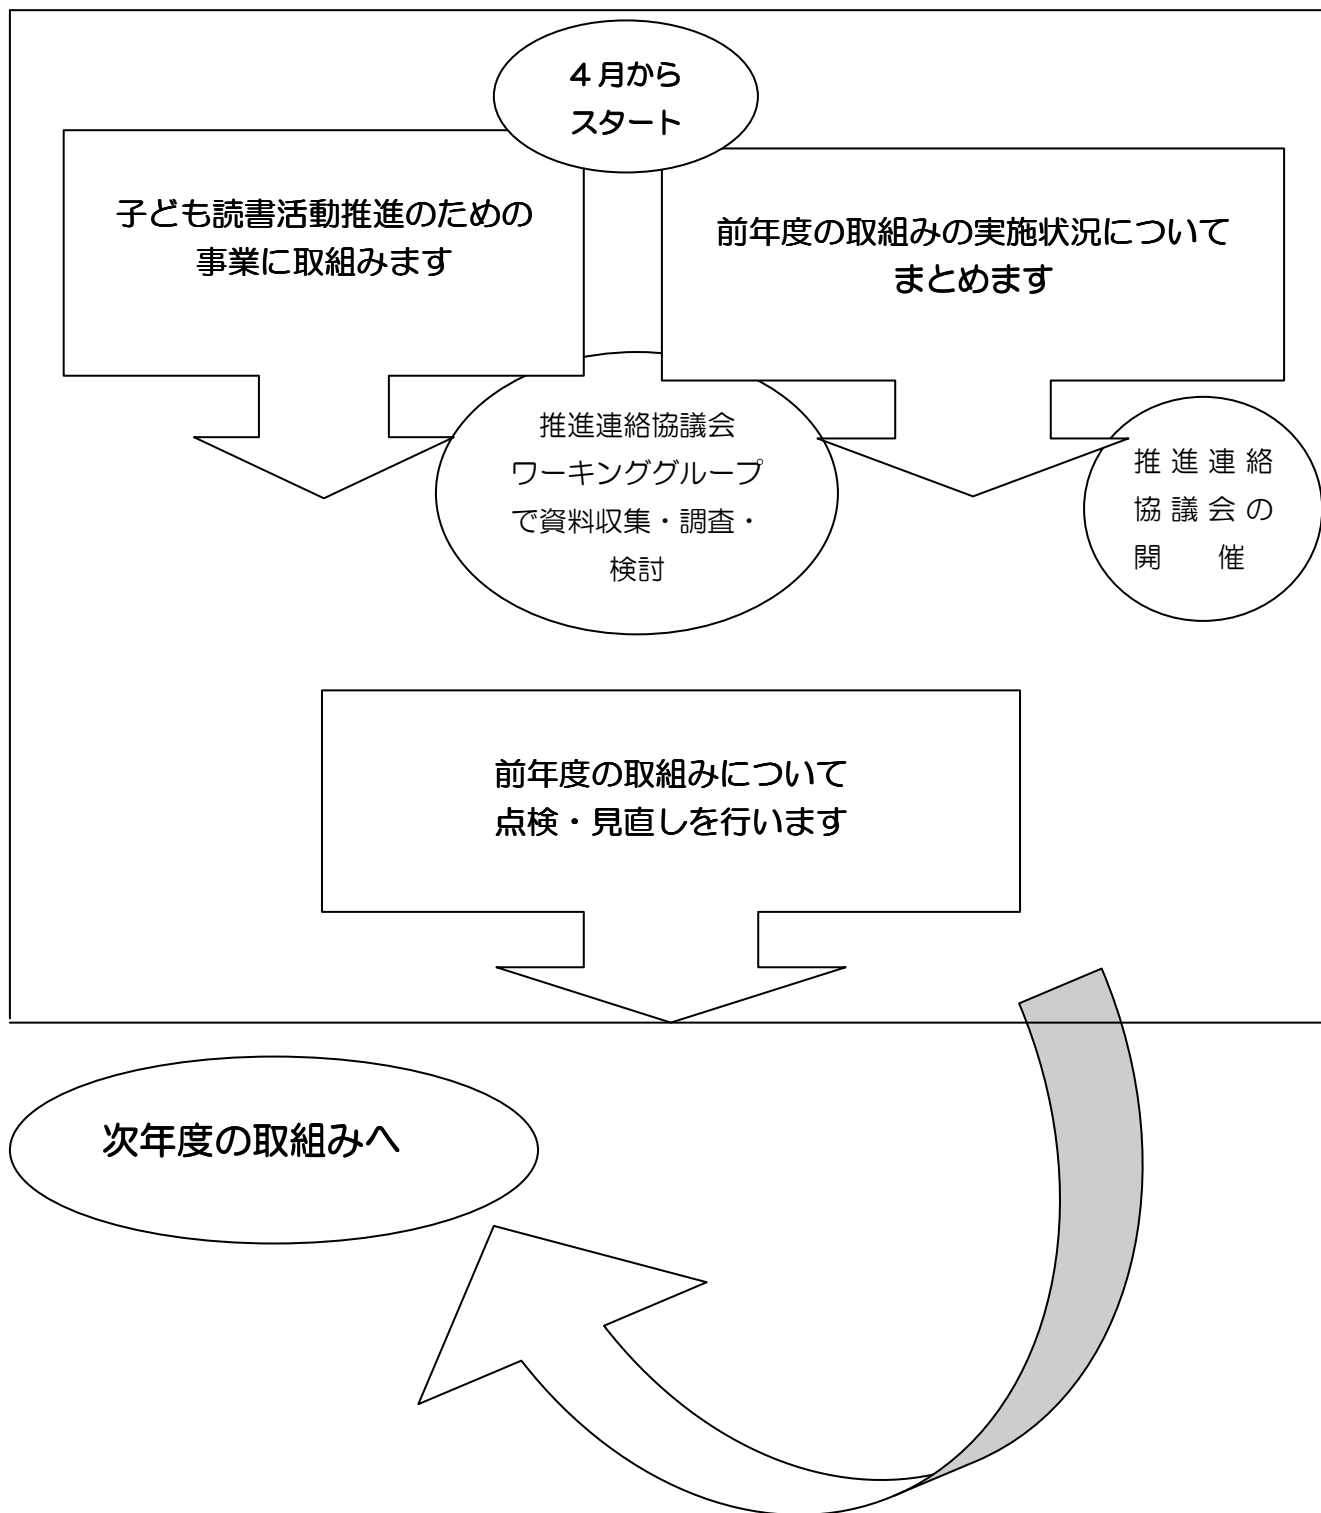 4月から
スタート
子ども読書活動推進のための
事業に取組みます
前年度の取組みの実施状況について
まとめます
推進連絡協議会
ワーキンググループ
で資料収集・調査・
検討
推進連絡
協議会の
開催
前年度の取組みについて
点検・見直しを行います
次年度の取組みへ